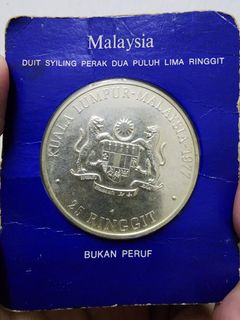 Malaysia
DUIT SYILING PERAK DUA PULUH LIMA RINGGIT
KUALA LUMPUR-MALAYSIA-1977
25 RINGGIT
BUKAN PERUF